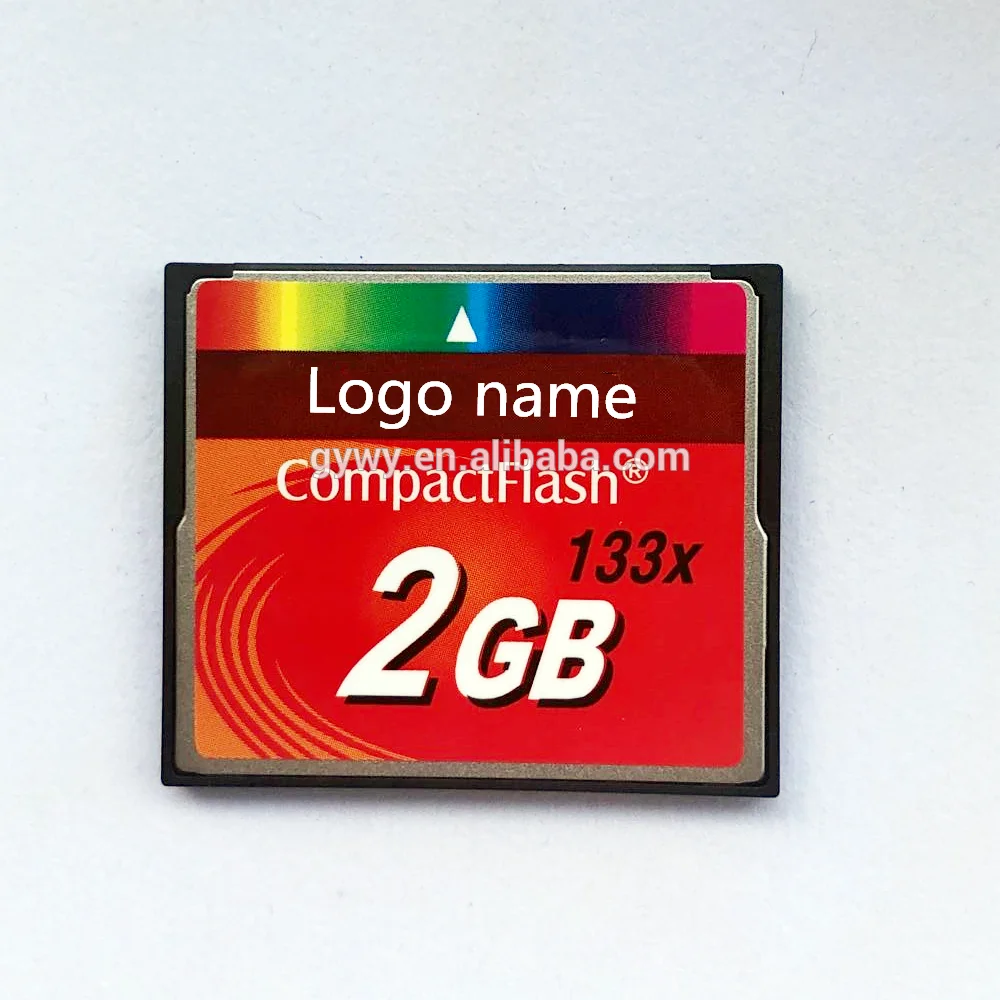 Logo name
gywy.en.alibaba.com
CompactFlash®
133x
2GB